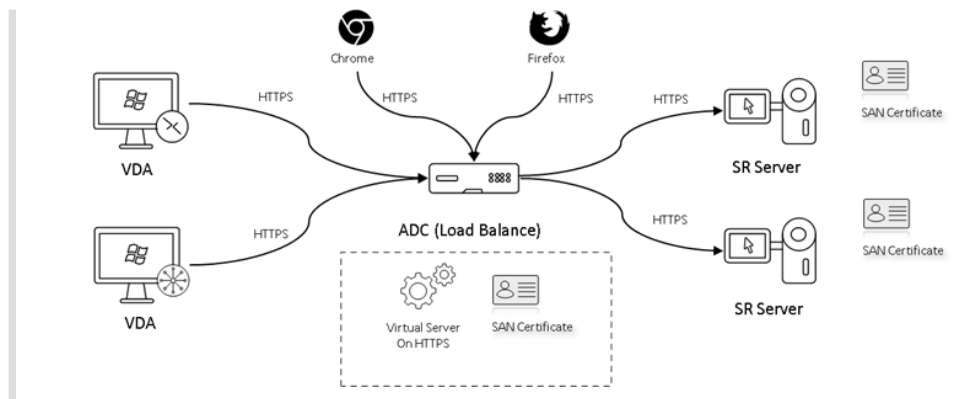 Chrome
Firefox
HTTPS
HTTPS
HTTPS
HTTPS
SAN Certificate
VDA
SR Server
8888
HTTPS
HTTPS
ADC (Load Balance)
SAN Certificate
VDA
SR Server
Virtual Server
On HTTPS
SAN Certificate